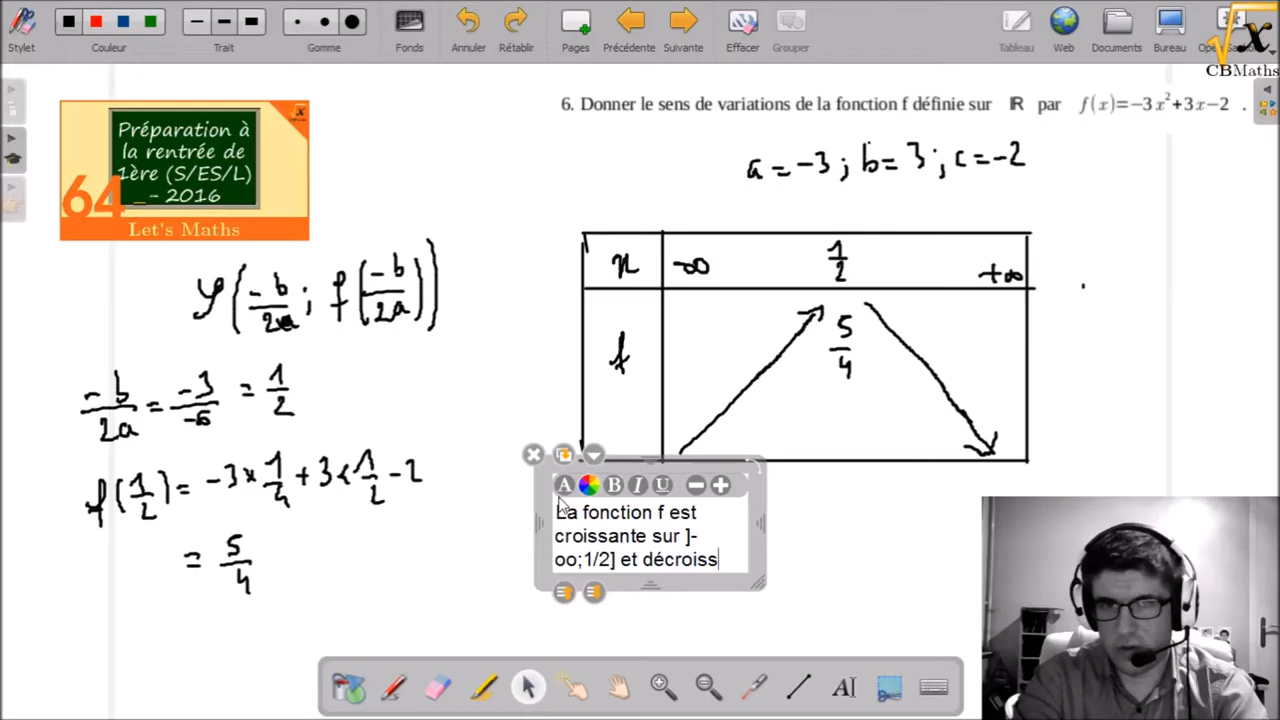 Stylet
Couleur
Trait
Gomme
Fonds
Annuler
Rétablir
Pages
Précédente
Suivante
Effacer
Grouper
Tableau
Web
Documents
Bureau
√x
CBMaths
Préparation à
la rentrée de
1ère (S/ES/L)
_- 2016
64
Let's Maths
6. Donner le sens de variations de la fonction f définie sur ℝ par f(x)=−3x²+3x−2 .
a = −3 ; b = 3 ; c = −2
x −∞ 1/2 +∞
f 5/4
𝒮(−b/2a ; f(−b/2a))
−b/2a = −3/−6 = 1/2
f(1/2) = −3×1/4 + 3×1/2 − 2
= 5/4
A B I U
La fonction f est
croissante sur ]-
oo;1/2] et décroiss